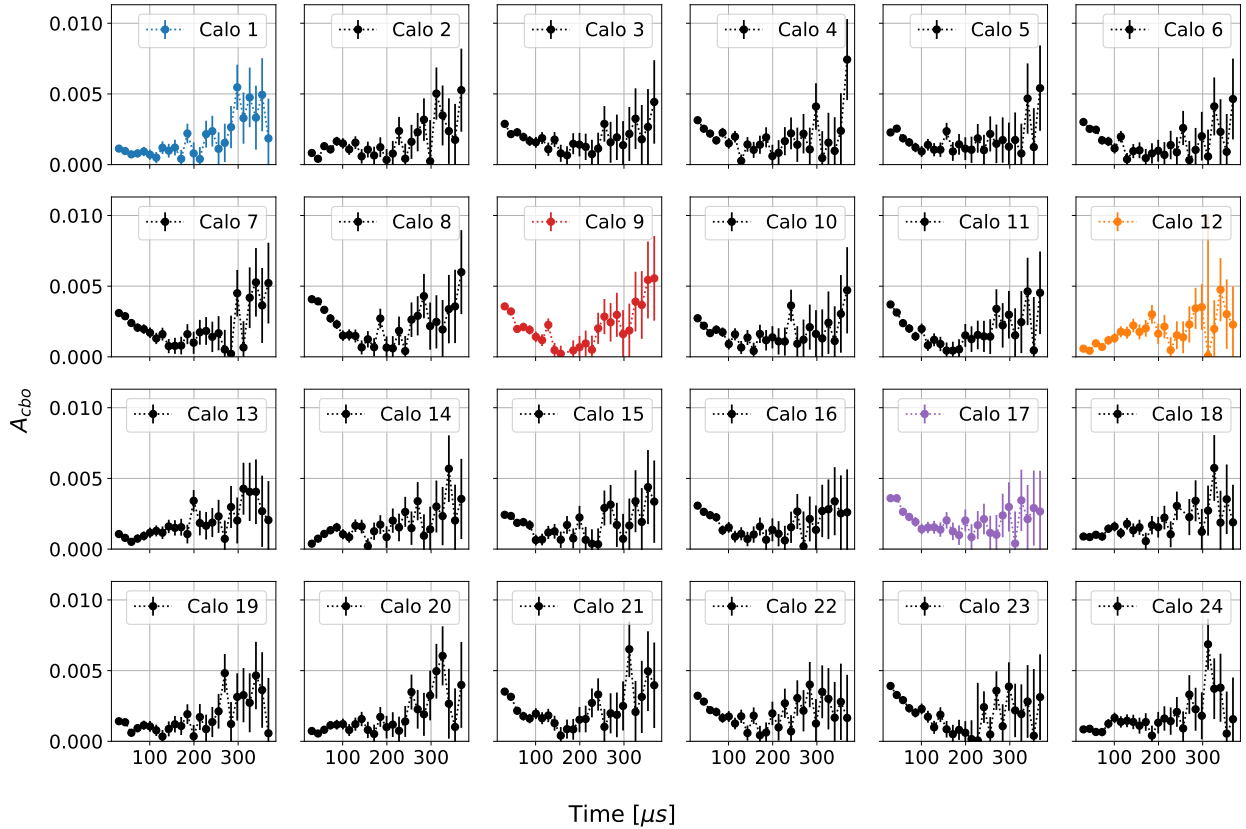 0.010
0.005
0.000
Calo 1
Calo 2
Calo 3
Calo 4
Calo 5
Calo 6
0.010
0.005
0.000
Calo 7
Calo 8
Calo 9
Calo 10
Calo 11
Calo 12
A_cbo
0.010
0.005
0.000
Calo 13
Calo 14
Calo 15
Calo 16
Calo 17
Calo 18
0.010
0.005
0.000
Calo 19
Calo 20
Calo 21
Calo 22
Calo 23
Calo 24
100 200 300
100 200 300
100 200 300
100 200 300
100 200 300
100 200 300
Time [μs]